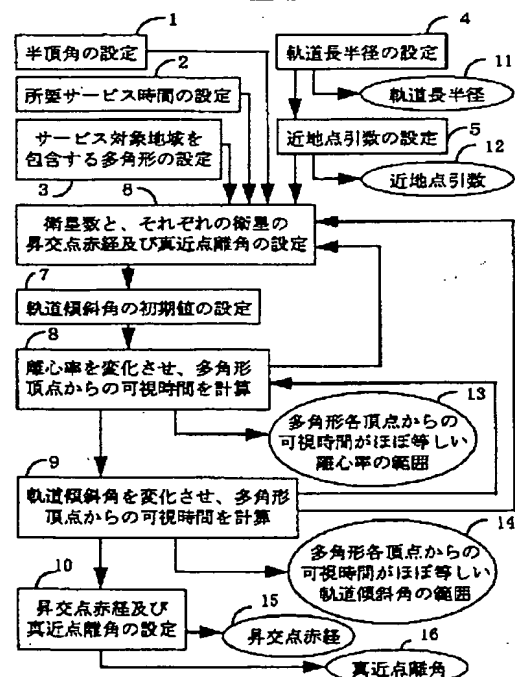 1
半頂角の設定
2
所要サービス時間の設定
サービス対象地域を
包含する多角形の設定
3
4
軌道長半径の設定
11
軌道長半径
5
近地点引数の設定
12
近地点引数
6
衛星数と、それぞれの衛星の
昇交点赤経及び真近点離角の設定
7
軌道傾斜角の初期値の設定
8
離心率を変化させ、多角形
頂点からの可視時間を計算
13
多角形各頂点からの
可視時間がほぼ等しい
離心率の範囲
9
軌道傾斜角を変化させ、多角形
頂点からの可視時間を計算
14
多角形各頂点からの
可視時間がほぼ等しい
軌道傾斜角の範囲
10
昇交点赤経及び
真近点離角の設定
15
昇交点赤経
16
真近点離角